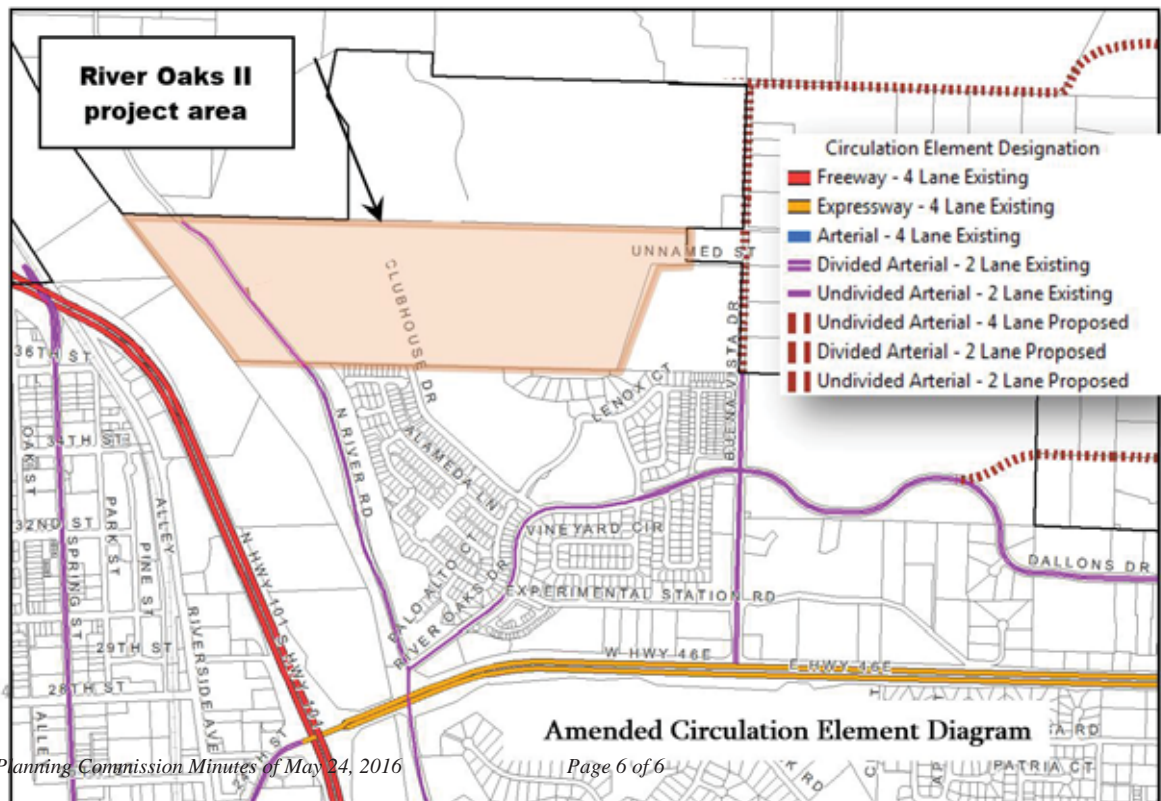 River Oaks II
project area
Circulation Element Designation
Freeway - 4 Lane Existing
Expressway - 4 Lane Existing
Arterial - 4 Lane Existing
Divided Arterial - 2 Lane Existing
Undivided Arterial - 2 Lane Existing
Undivided Arterial - 4 Lane Proposed
Divided Arterial - 2 Lane Proposed
Undivided Arterial - 2 Lane Proposed
UNNAMED ST
CLUBHOUSE DR
BUENA VISTA DR
36TH ST
LENOX CT
N RIVER RD
OAK ST
34TH ST
ALAMEDA LN
PARK ST
ALLEY
32ND ST
SPRING ST
PINE ST
N HWY 101
S HWY 101
VINEYARD CIR
DALLONS DR
PALO ALTO CT
RIVER OAKS DR
EXPERIMENTAL STATION RD
RIVERSIDE AVE
29TH ST
28TH ST
W HWY 46E
E HWY 46E
24TH ST
Amended Circulation Element Diagram
PATRIA CT
Planning Commission Minutes of May 24, 2016
Page 6 of 6